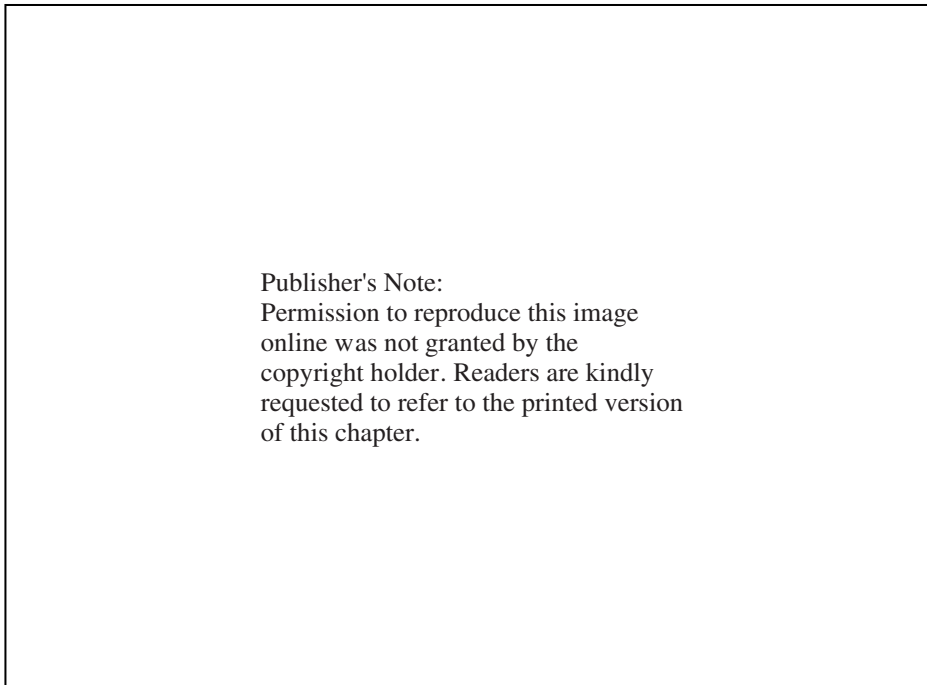 Publisher's Note:
Permission to reproduce this image
online was not granted by the
copyright holder. Readers are kindly
requested to refer to the printed version
of this chapter.